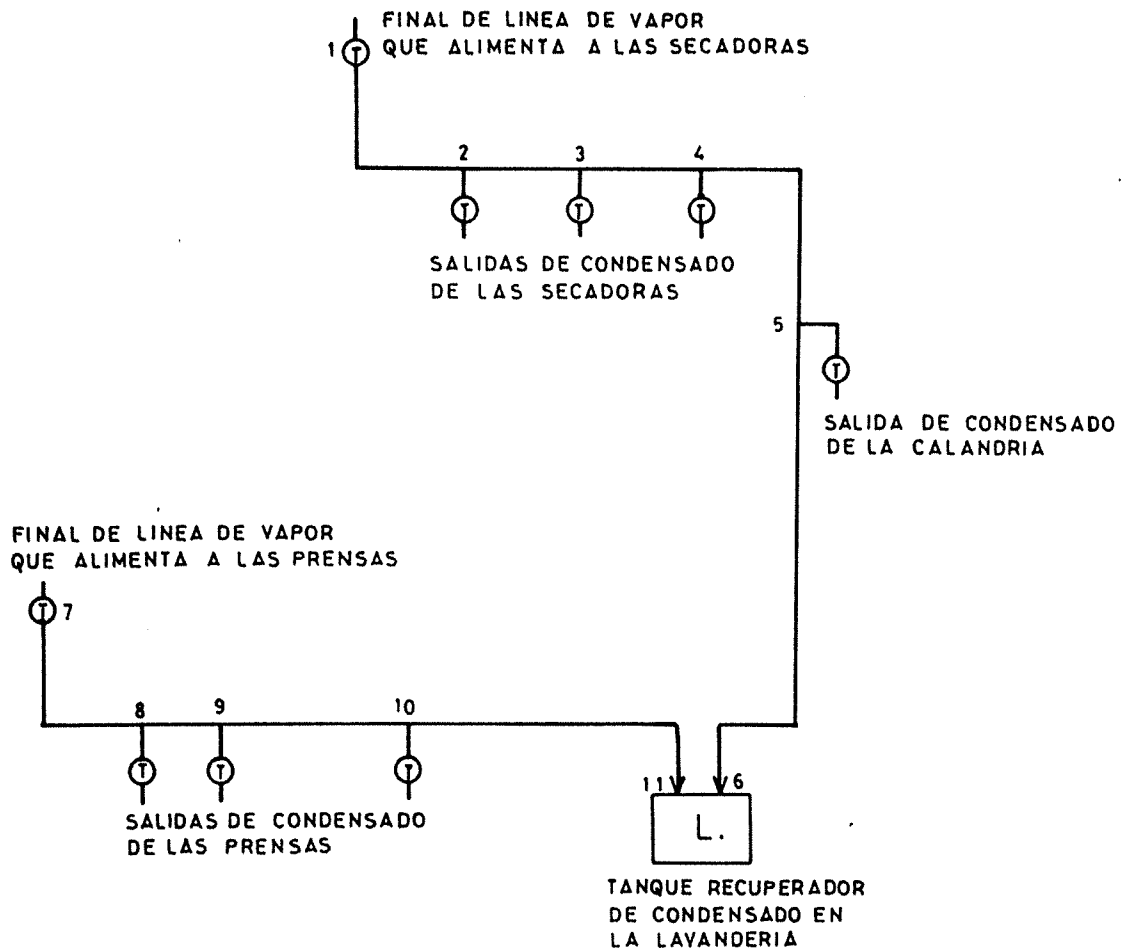 FINAL DE LINEA DE VAPOR
1 T QUE ALIMENTA A LAS SECADORAS
2 3 4
T T T
SALIDAS DE CONDENSADO
DE LAS SECADORAS
5
T
SALIDA DE CONDENSADO
DE LA CALANDRIA
FINAL DE LINEA DE VAPOR
QUE ALIMENTA A LAS PRENSAS
T 7
8 9 10
T T T
SALIDAS DE CONDENSADO
DE LAS PRENSAS
11 6
L.
TANQUE RECUPERADOR
DE CONDENSADO EN
LA LAVANDERIA